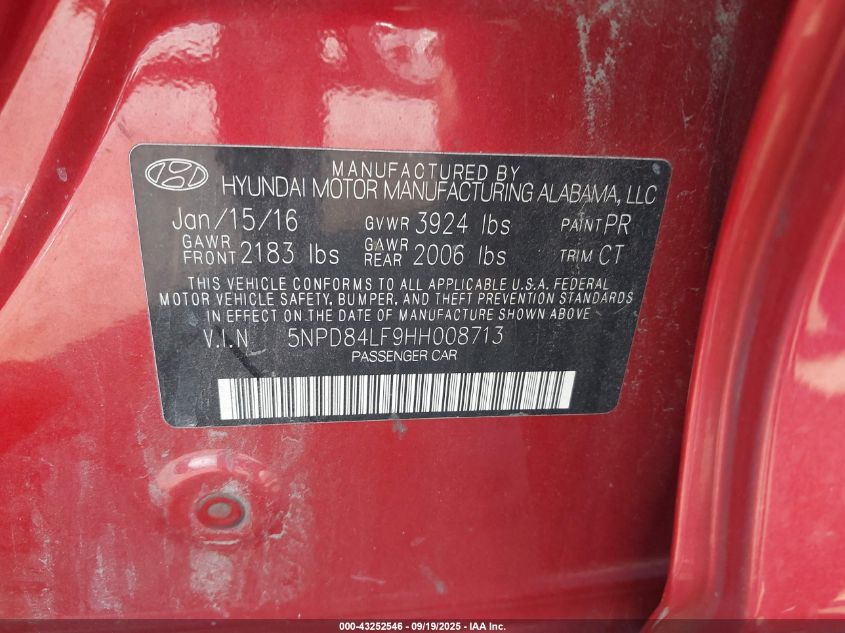 MANUFACTURED BY
HYUNDAI MOTOR MANUFACTURING ALABAMA, LLC
Jan/15/16 GVWR 3924 lbs PAINT PR
GAWR FRONT 2183 lbs GAWR REAR 2006 lbs TRIM CT
THIS VEHICLE CONFORMS TO ALL APPLICABLE U.S.A. FEDERAL
MOTOR VEHICLE SAFETY, BUMPER, AND THEFT PREVENTION STANDARDS
IN EFFECT ON THE DATE OF MANUFACTURE SHOWN ABOVE
V.I.N 5NPD84LF9HH008713
PASSENGER CAR
000-43252546 - 09/19/2025 - IAA Inc.